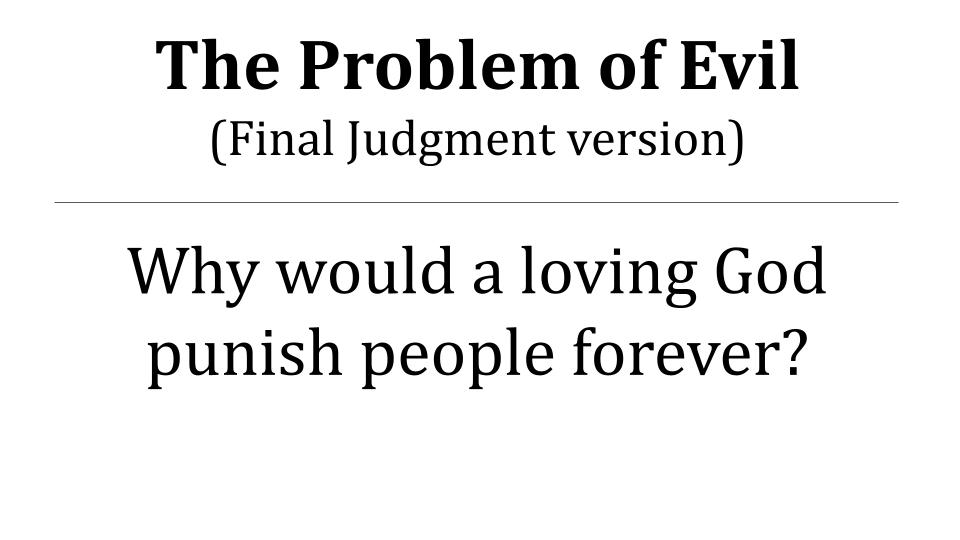 The Problem of Evil
(Final Judgment version)
Why would a loving God
punish people forever?